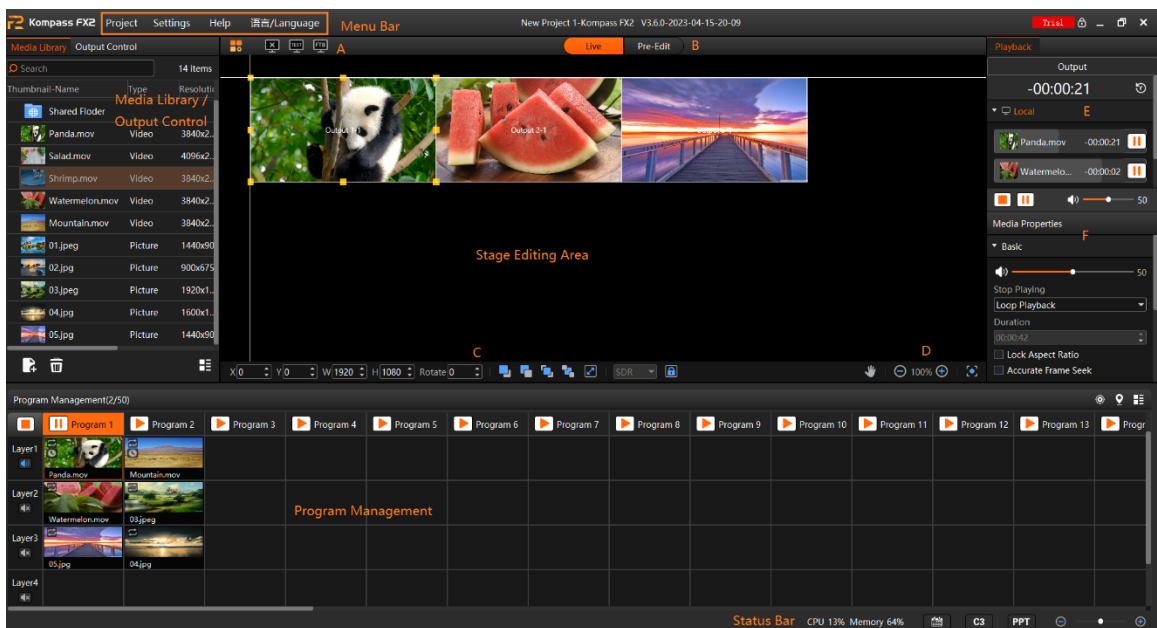 Kompass FX2 Project Settings Help 语言/Language Menu Bar New Project 1-Kompass FX2 V3.6.0-2023-04-15-20-09 Trial
Media Library Output Control TEST FTB A Live Pre-Edit B Playback
Search 14 Items Output
Thumbnail-Name Type Resolutic -00:00:21
Shared Floder Media Library / Local E
Output Control
Panda.mov Video 3840x2.. Output 1-1 Output 2-1 Panda.mov -00:00:21
Salad.mov Video 4096x2..
Shrimp.mov Video 3840x2.. Watermelo... -00:00:02
Watermelon.mov Video 3840x2.. 50
Mountain.mov Video 3840x2.. Media Properties
F
01.jpeg Picture 1440x90 Stage Editing Area Basic
02.jpg Picture 900x675 50
03.jpeg Picture 1920x1.. Stop Playing
04.jpg Picture 1600x1.. Loop Playback
Duration
05.jpg Picture 1440x90 00:00:42
C D Lock Aspect Ratio
X 0 Y 0 W 1920 H 1080 Rotate 0 SDR 100% Accurate Frame Seek
Program Management(2/50)
Program 1 Program 2 Program 3 Program 4 Program 5 Program 6 Program 7 Program 8 Program 9 Program 10 Program 11 Program 12 Program 13 Progr
Layer1
Panda.mov Mountain.mov
Layer2
Watermelon.mov 03.jpeg Program Management
Layer3
05.jpg 04.jpg
Layer4
Status Bar CPU 13% Memory 64% C3 PPT